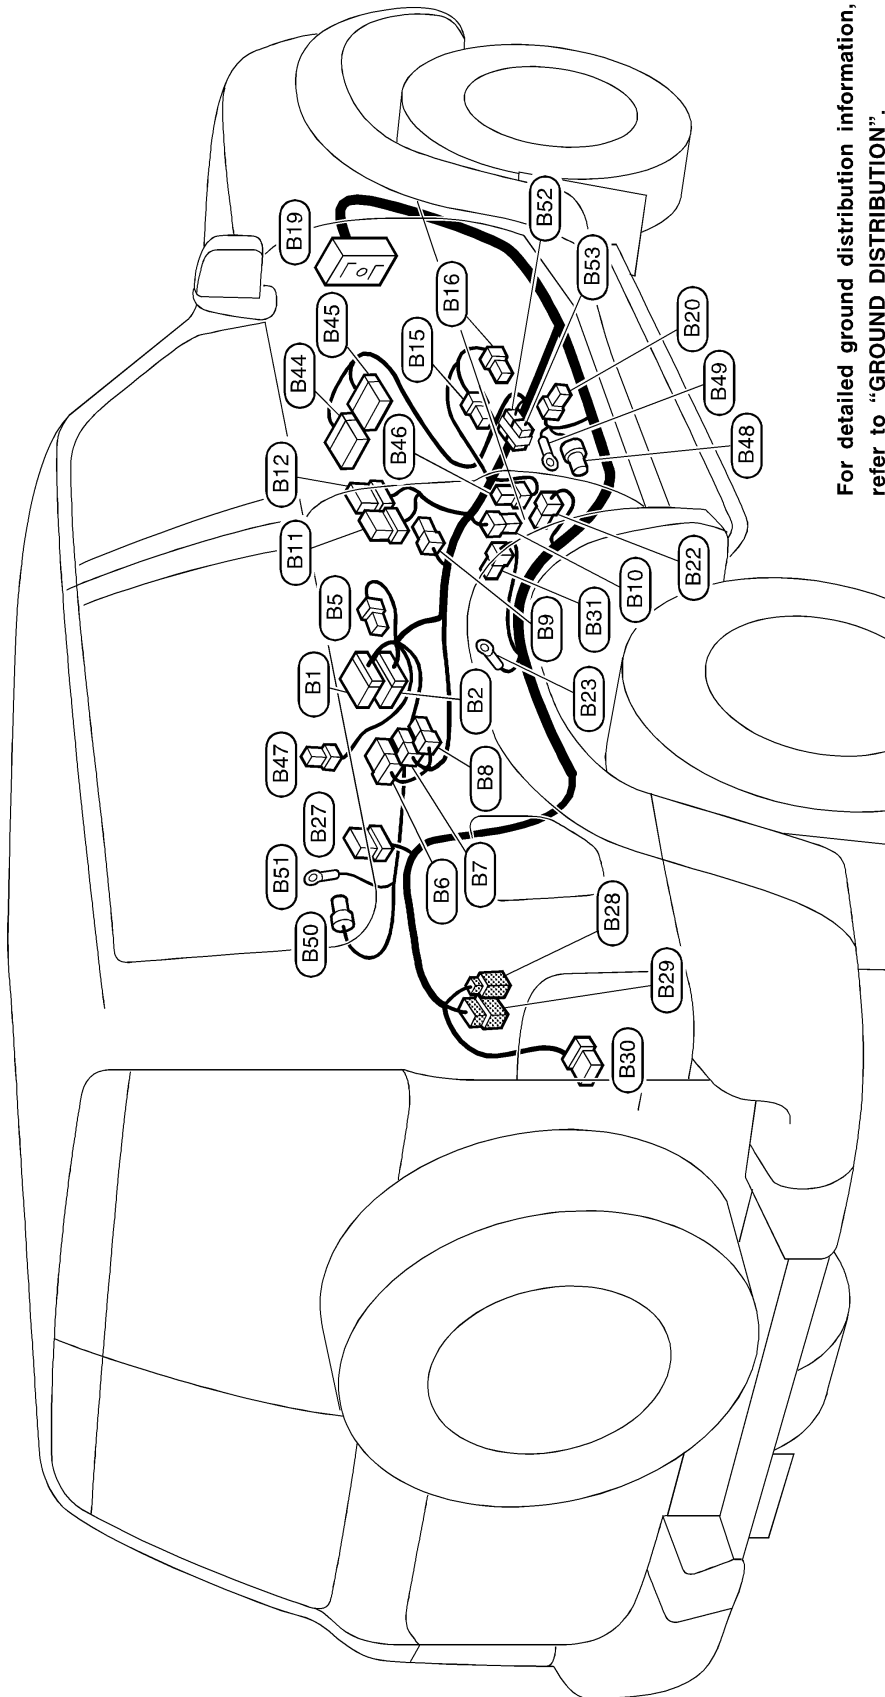 B50
B51
B27
B47
B1
B5
B11
B12
B44
B45
B19
B46
B15
B16
B6
B7
B8
B2
B52
B9
B53
B23
B31
B28
B30
B10
B29
B22
B20
B49
B48
For detailed ground distribution information,
refer to “GROUND DISTRIBUTION”.